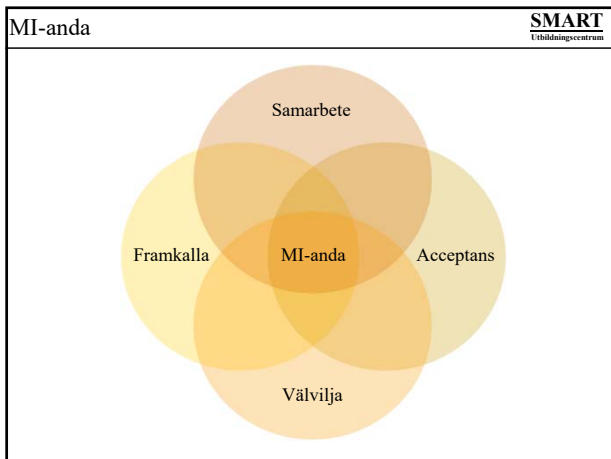 MI-anda
SMART
Utbildningscentrum
Samarbete
Framkalla
MI-anda
Acceptans
Välvilja